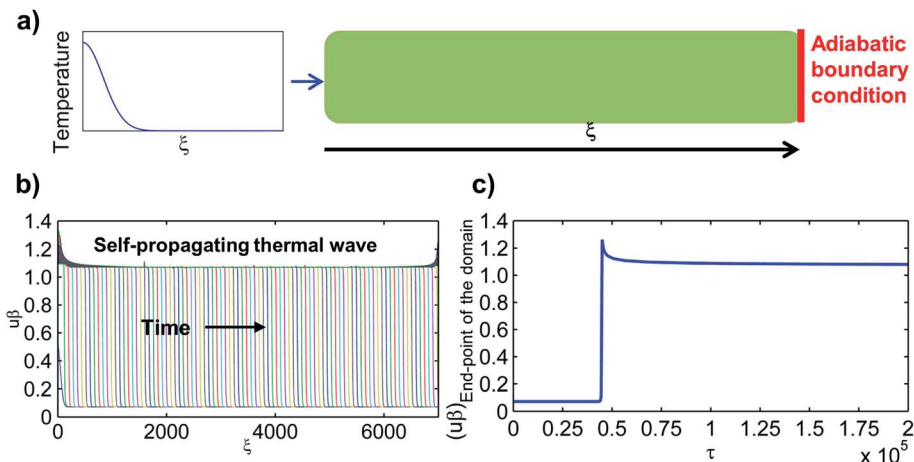 a)
Temperature
ξ
ξ
Adiabatic
boundary
condition
b)
uβ
1.4
1.2
1.0
0.8
0.6
0.4
0.2
0
Self-propagating thermal wave
Time
0
2000
4000
6000
ξ
c)
(uβ)End-point of the domain
1.4
1.2
1.0
0.8
0.6
0.4
0.2
0
0
0.25
0.5
0.75
1
1.25
1.5
1.75
2
τ
x 10^5